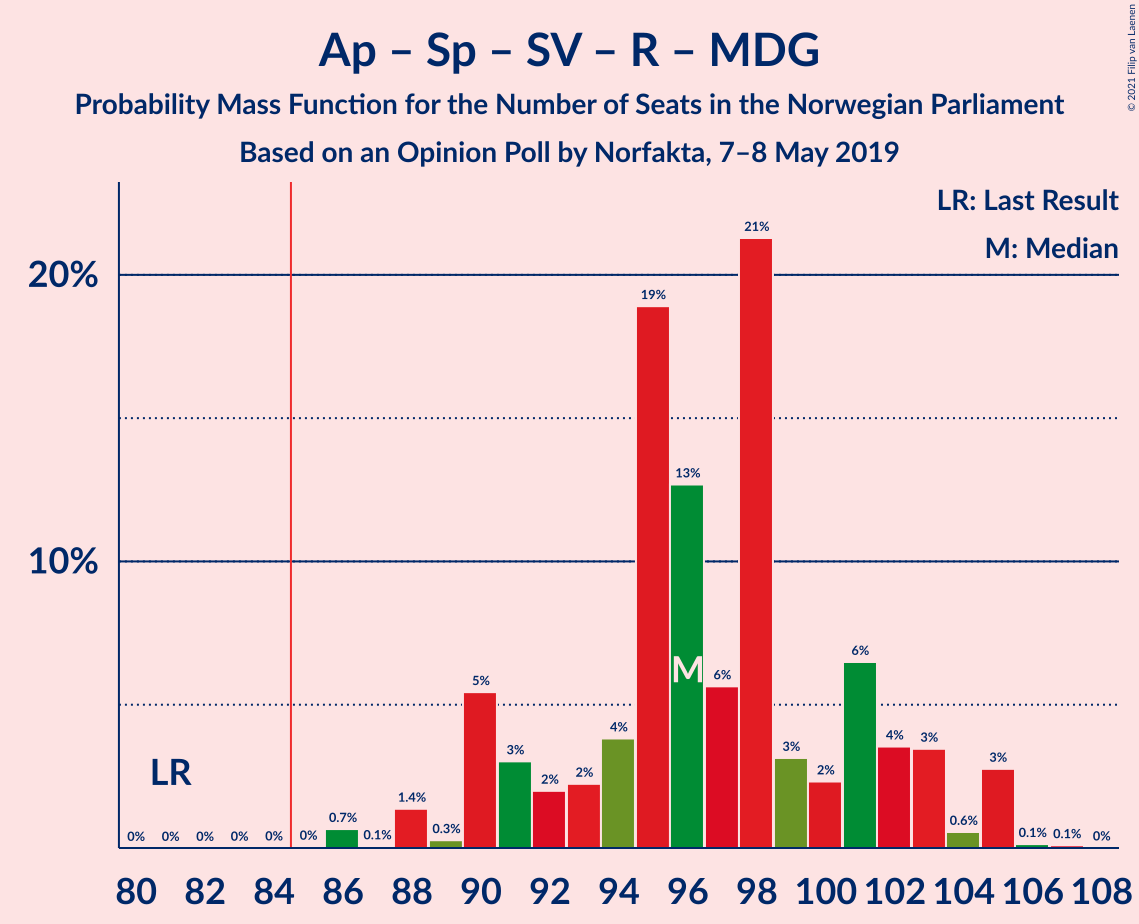 Ap – Sp – SV – R – MDG
Probability Mass Function for the Number of Seats in the Norwegian Parliament
Based on an Opinion Poll by Norfakta, 7–8 May 2019
© 2021 Filip van Laenen
LR: Last Result
M: Median
20%
10%
LR
M
0% 0% 0% 0% 0% 0% 0.7% 0.1% 1.4% 0.3% 5% 3% 2% 2% 4% 19% 13% 6% 21% 3% 2% 6% 4% 3% 0.6% 3% 0.1% 0.1% 0%
80 82 84 86 88 90 92 94 96 98 100 102 104 106 108